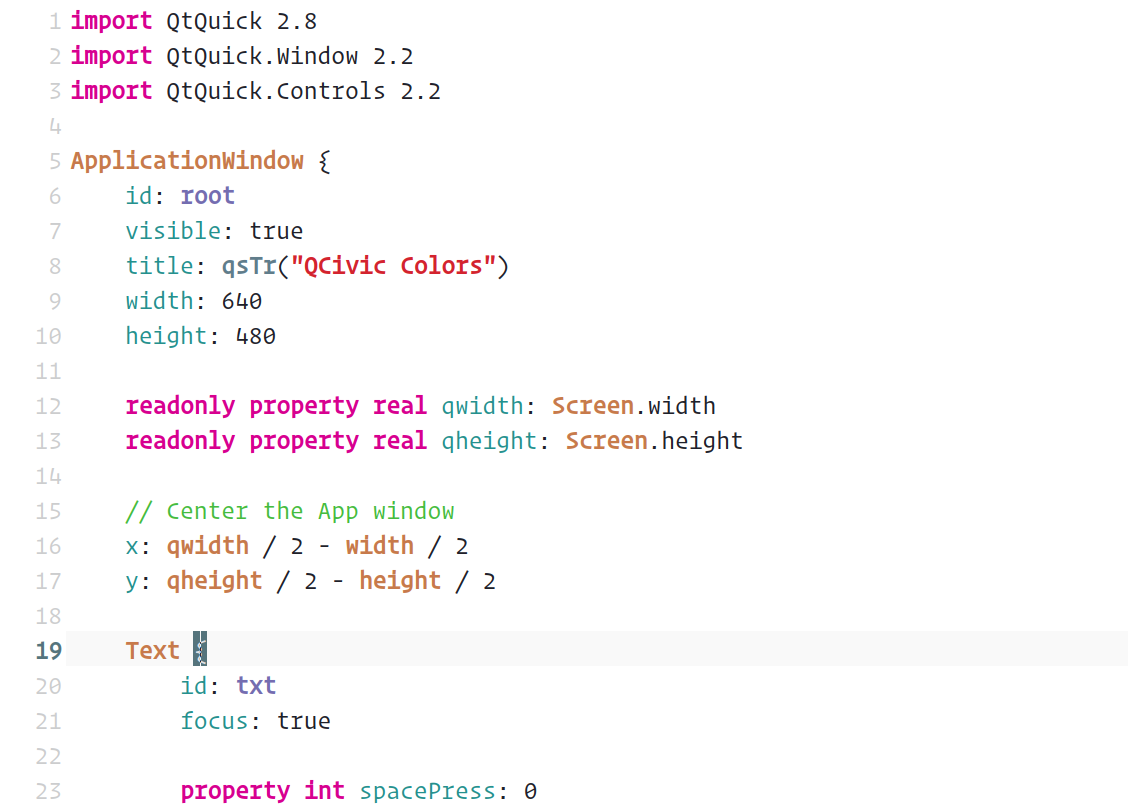 1 import QtQuick 2.8
2 import QtQuick.Window 2.2
3 import QtQuick.Controls 2.2
4
5 ApplicationWindow {
6     id: root
7     visible: true
8     title: qsTr("QCivic Colors")
9     width: 640
10     height: 480
11
12     readonly property real qwidth: Screen.width
13     readonly property real qheight: Screen.height
14
15     // Center the App window
16     x: qwidth / 2 - width / 2
17     y: qheight / 2 - height / 2
18
19     Text {
20         id: txt
21         focus: true
22
23         property int spacePress: 0